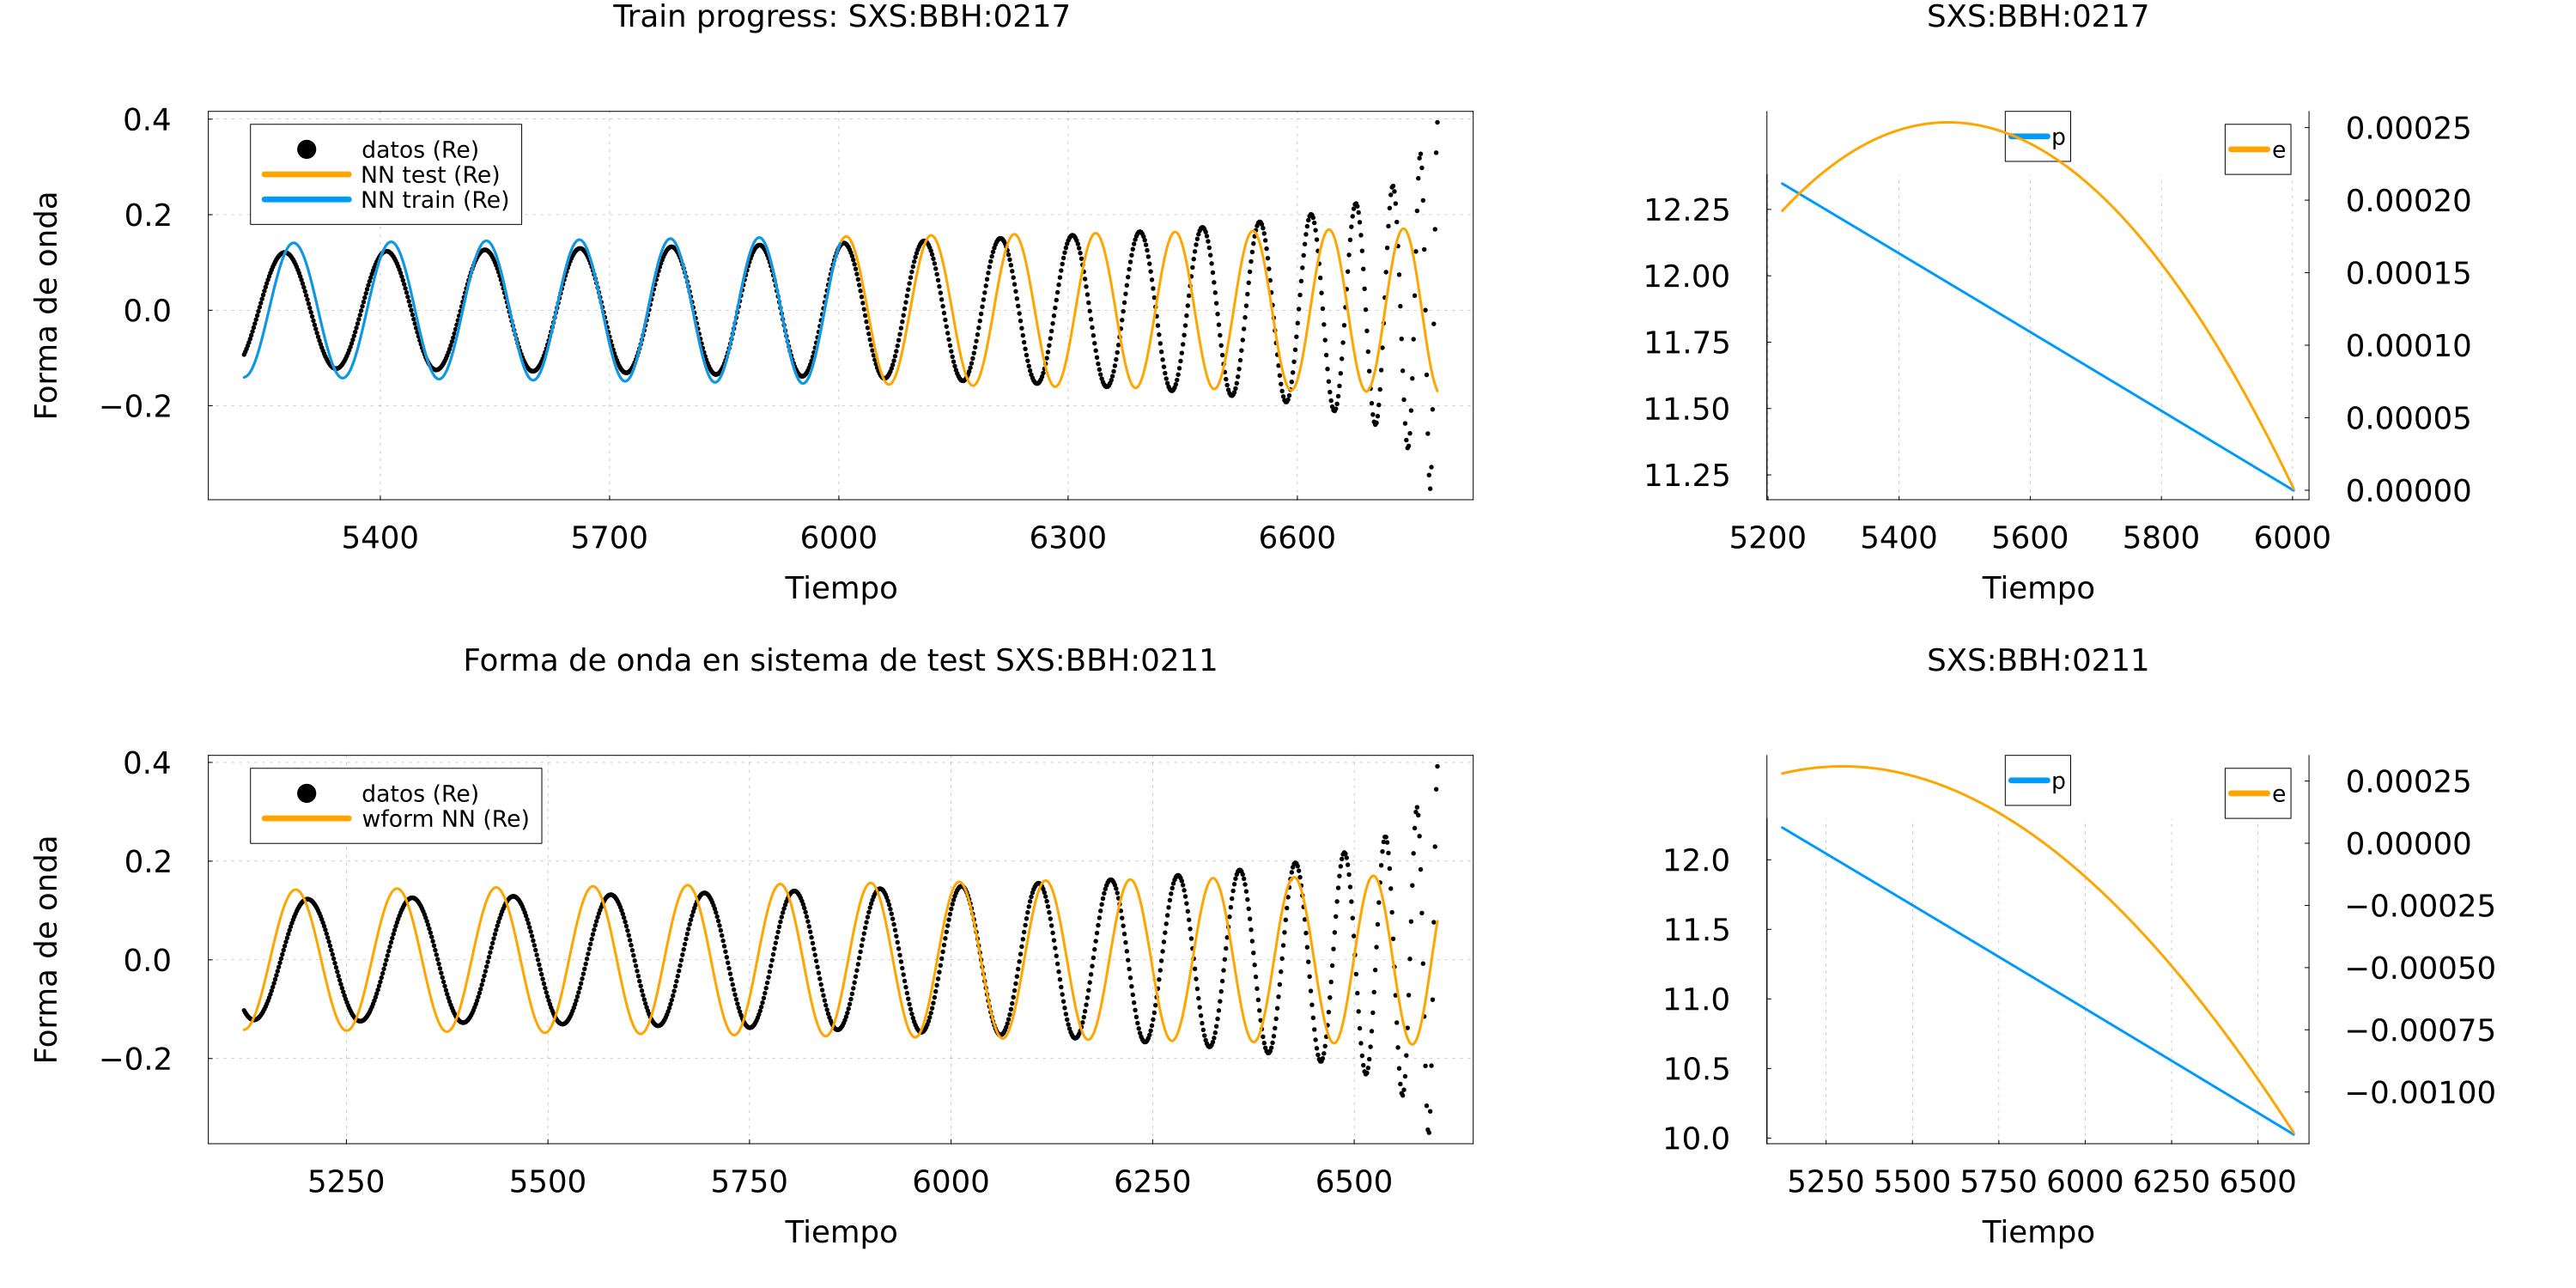 Train progress: SXS:BBH:0217
Forma de onda
0.4
0.2
0.0
−0.2
datos (Re)
NN test (Re)
NN train (Re)
5400 5700 6000 6300 6600
Tiempo
SXS:BBH:0217
12.25
12.00
11.75
11.50
11.25
p
e
0.00025
0.00020
0.00015
0.00010
0.00005
0.00000
5200 5400 5600 5800 6000
Tiempo
Forma de onda en sistema de test SXS:BBH:0211
Forma de onda
0.4
0.2
0.0
−0.2
datos (Re)
wform NN (Re)
5250 5500 5750 6000 6250 6500
Tiempo
SXS:BBH:0211
12.0
11.5
11.0
10.5
10.0
p
e
0.00025
0.00000
−0.00025
−0.00050
−0.00075
−0.00100
5250 5500 5750 6000 6250 6500
Tiempo